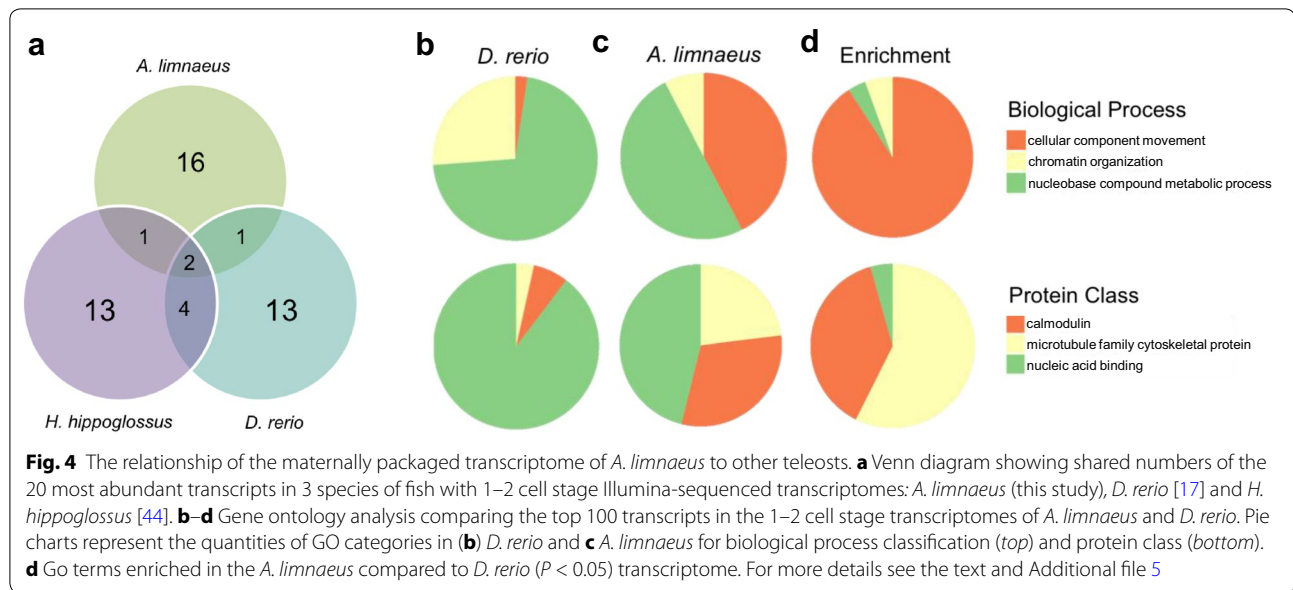 a
A. limnaeus
16
1
1
2
13
4
13
H. hippoglossus
D. rerio
b
D. rerio
c
A. limnaeus
d
Enrichment
Biological Process
cellular component movement
chromatin organization
nucleobase compound metabolic process
Protein Class
calmodulin
microtubule family cytoskeletal protein
nucleic acid binding
Fig. 4 The relationship of the maternally packaged transcriptome of A. limnaeus to other teleosts. a Venn diagram showing shared numbers of the
20 most abundant transcripts in 3 species of fish with 1–2 cell stage Illumina-sequenced transcriptomes: A. limnaeus (this study), D. rerio [17] and H.
hippoglossus [44]. b–d Gene ontology analysis comparing the top 100 transcripts in the 1–2 cell stage transcriptomes of A. limnaeus and D. rerio. Pie
charts represent the quantities of GO categories in (b) D. rerio and c A. limnaeus for biological process classification (top) and protein class (bottom).
d Go terms enriched in the A. limnaeus compared to D. rerio (P < 0.05) transcriptome. For more details see the text and Additional file 5